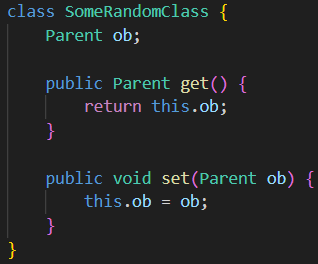 class SomeRandomClass {
    Parent ob;

    public Parent get() {
        return this.ob;
    }

    public void set(Parent ob) {
        this.ob = ob;
    }
}